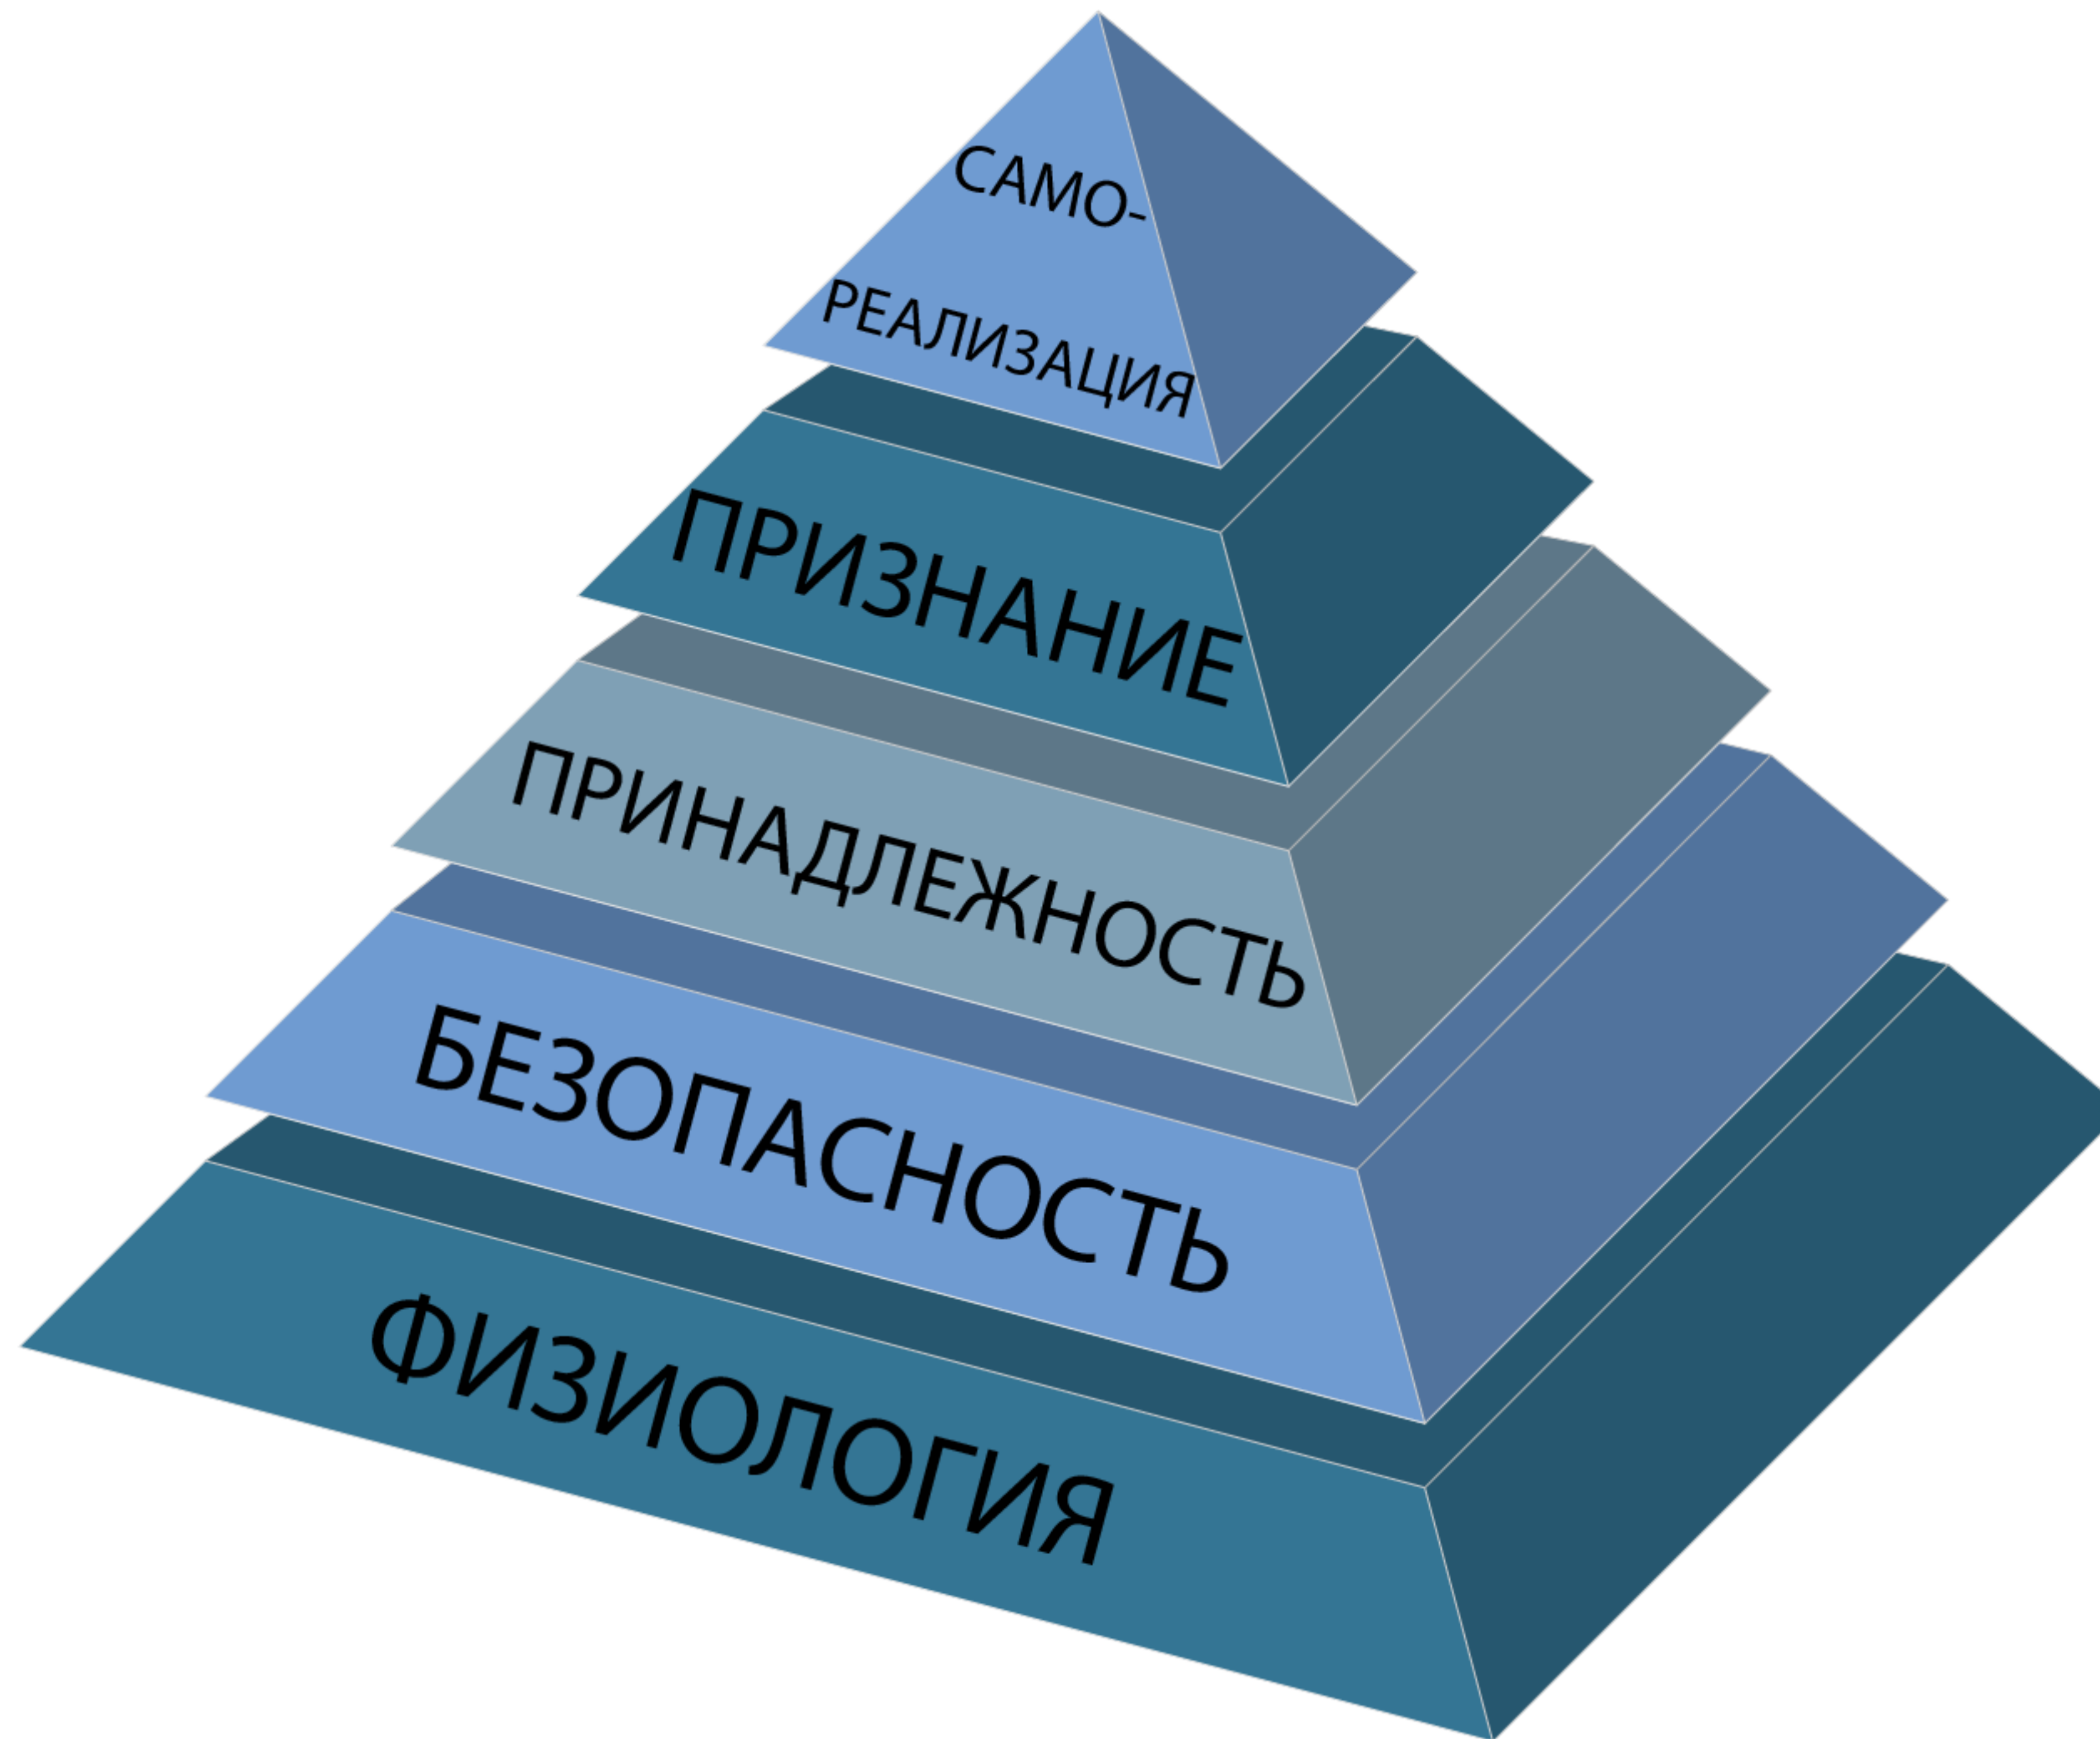 САМО-
РЕАЛИЗАЦИЯ
ПРИЗНАНИЕ
ПРИНАДЛЕЖНОСТЬ
БЕЗОПАСНОСТЬ
ФИЗИОЛОГИЯ